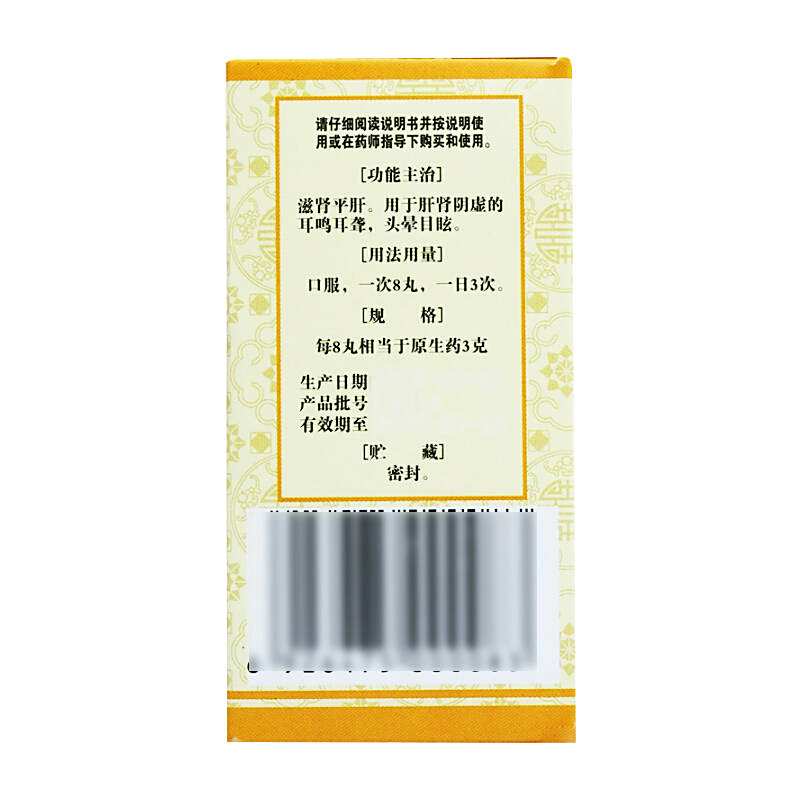 请仔细阅读说明书并按说明使
用或在药师指导下购买和使用。
[功能主治]
滋肾平肝。用于肝肾阴虚的
耳鸣耳聋，头晕目眩。
[用法用量]
口服，一次8丸，一日3次。
[规 格]
每8丸相当于原生药3克
生产日期
产品批号
有效期至
[贮 藏]
密封。